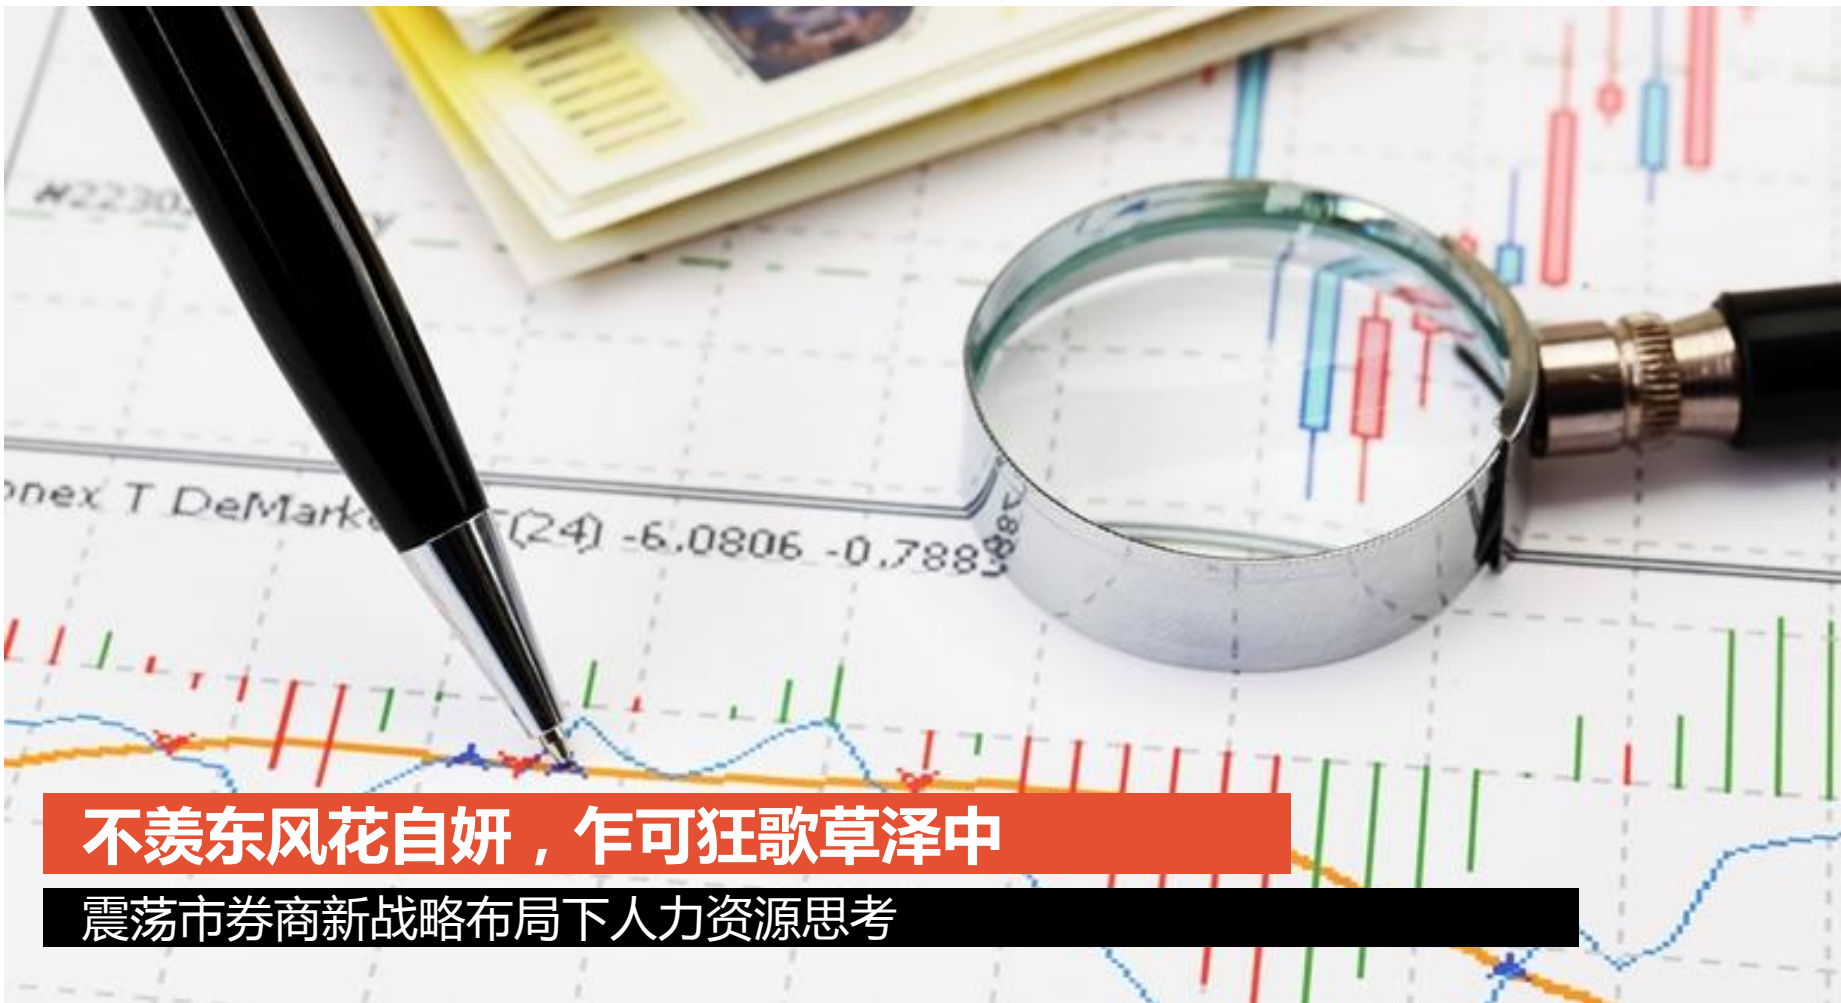 onex T DeMark (24) -6.0806 -0.788
不羡东风花自妍，乍可狂歌草泽中
震荡市券商新战略布局下人力资源思考